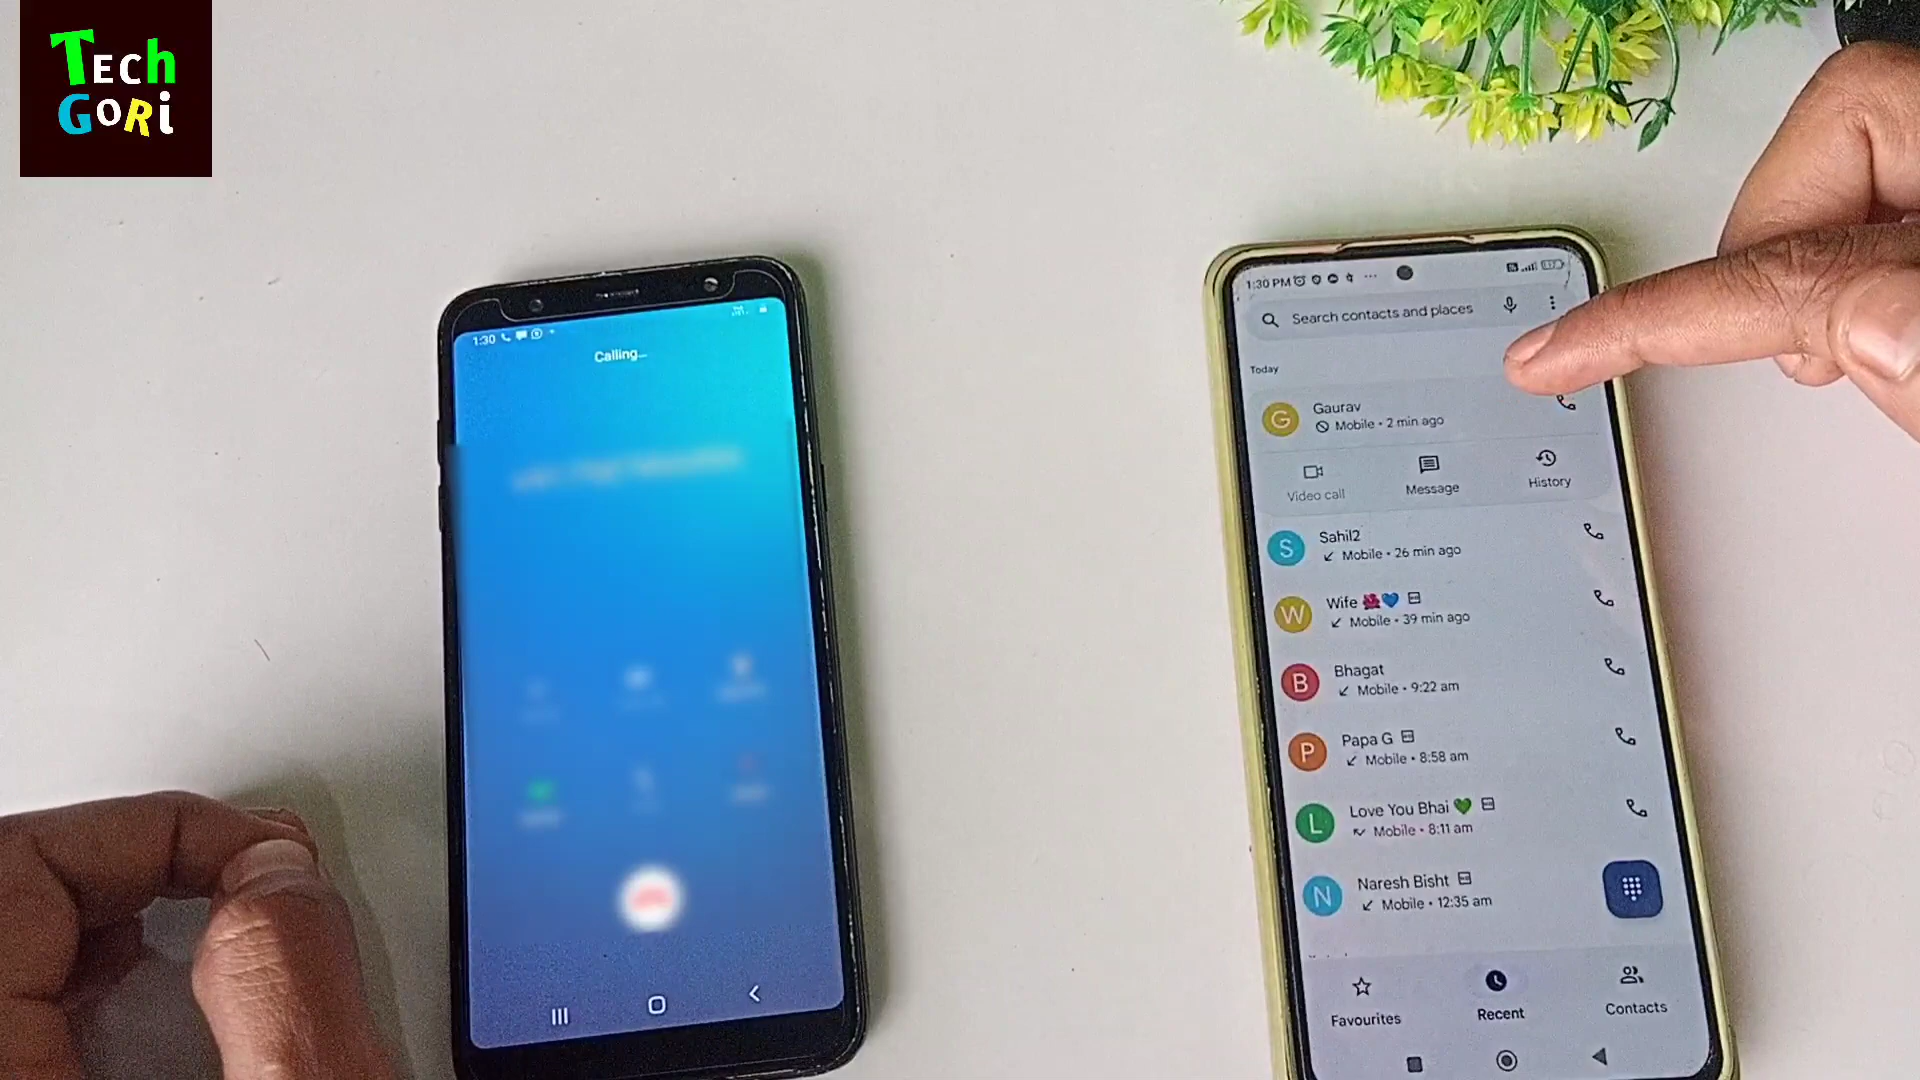 Tech
GoRi
1:30
Calling...
1:30 PM
Search contacts and places
Today
G
Gaurav
Mobile • 2 min ago
Video call
Message
History
S
Sahil2
Mobile • 26 min ago
W
Wife
Mobile • 39 min ago
B
Bhagat
Mobile • 9:22 am
P
Papa G
Mobile • 8:58 am
L
Love You Bhai
Mobile • 8:11 am
N
Naresh Bisht
Mobile • 12:35 am
Favourites
Recent
Contacts